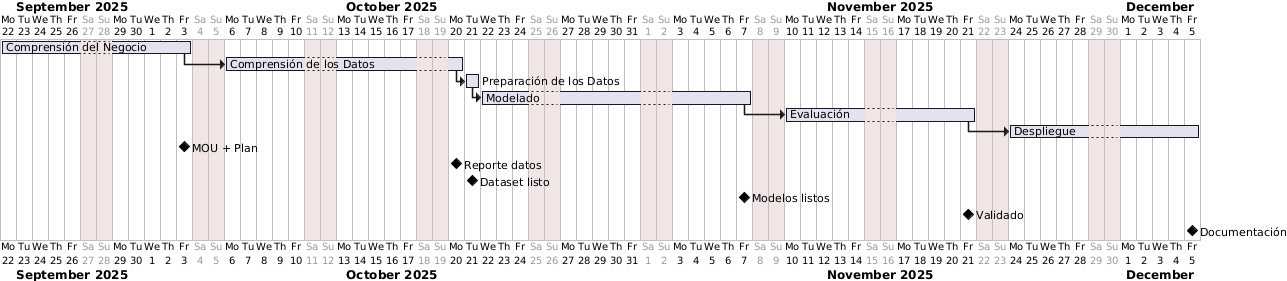 September 2025 October 2025 November 2025 December
Mo Tu We Th Fr Sa Su Mo Tu We Th Fr Sa Su Mo Tu We Th Fr Sa Su Mo Tu We Th Fr Sa Su Mo Tu We Th Fr Sa Su Mo Tu We Th Fr Sa Su Mo Tu We Th Fr Sa Su Mo Tu We Th Fr Sa Su Mo Tu We Th Fr Sa Su Mo Tu We Th Fr Sa Su Mo Tu We Th Fr
22 23 24 25 26 27 28 29 30 1 2 3 4 5 6 7 8 9 10 11 12 13 14 15 16 17 18 19 20 21 22 23 24 25 26 27 28 29 30 31 1 2 3 4 5 6 7 8 9 10 11 12 13 14 15 16 17 18 19 20 21 22 23 24 25 26 27 28 29 30 1 2 3 4 5
Comprensión del Negocio
Comprensión de los Datos
Preparación de los Datos
Modelado
Evaluación
Despliegue
MOU + Plan
Reporte datos
Dataset listo
Modelos listos
Validado
Documentación
Mo Tu We Th Fr Sa Su Mo Tu We Th Fr Sa Su Mo Tu We Th Fr Sa Su Mo Tu We Th Fr Sa Su Mo Tu We Th Fr Sa Su Mo Tu We Th Fr Sa Su Mo Tu We Th Fr Sa Su Mo Tu We Th Fr Sa Su Mo Tu We Th Fr Sa Su Mo Tu We Th Fr Sa Su Mo Tu We Th Fr
22 23 24 25 26 27 28 29 30 1 2 3 4 5 6 7 8 9 10 11 12 13 14 15 16 17 18 19 20 21 22 23 24 25 26 27 28 29 30 31 1 2 3 4 5 6 7 8 9 10 11 12 13 14 15 16 17 18 19 20 21 22 23 24 25 26 27 28 29 30 1 2 3 4 5
September 2025 October 2025 November 2025 December